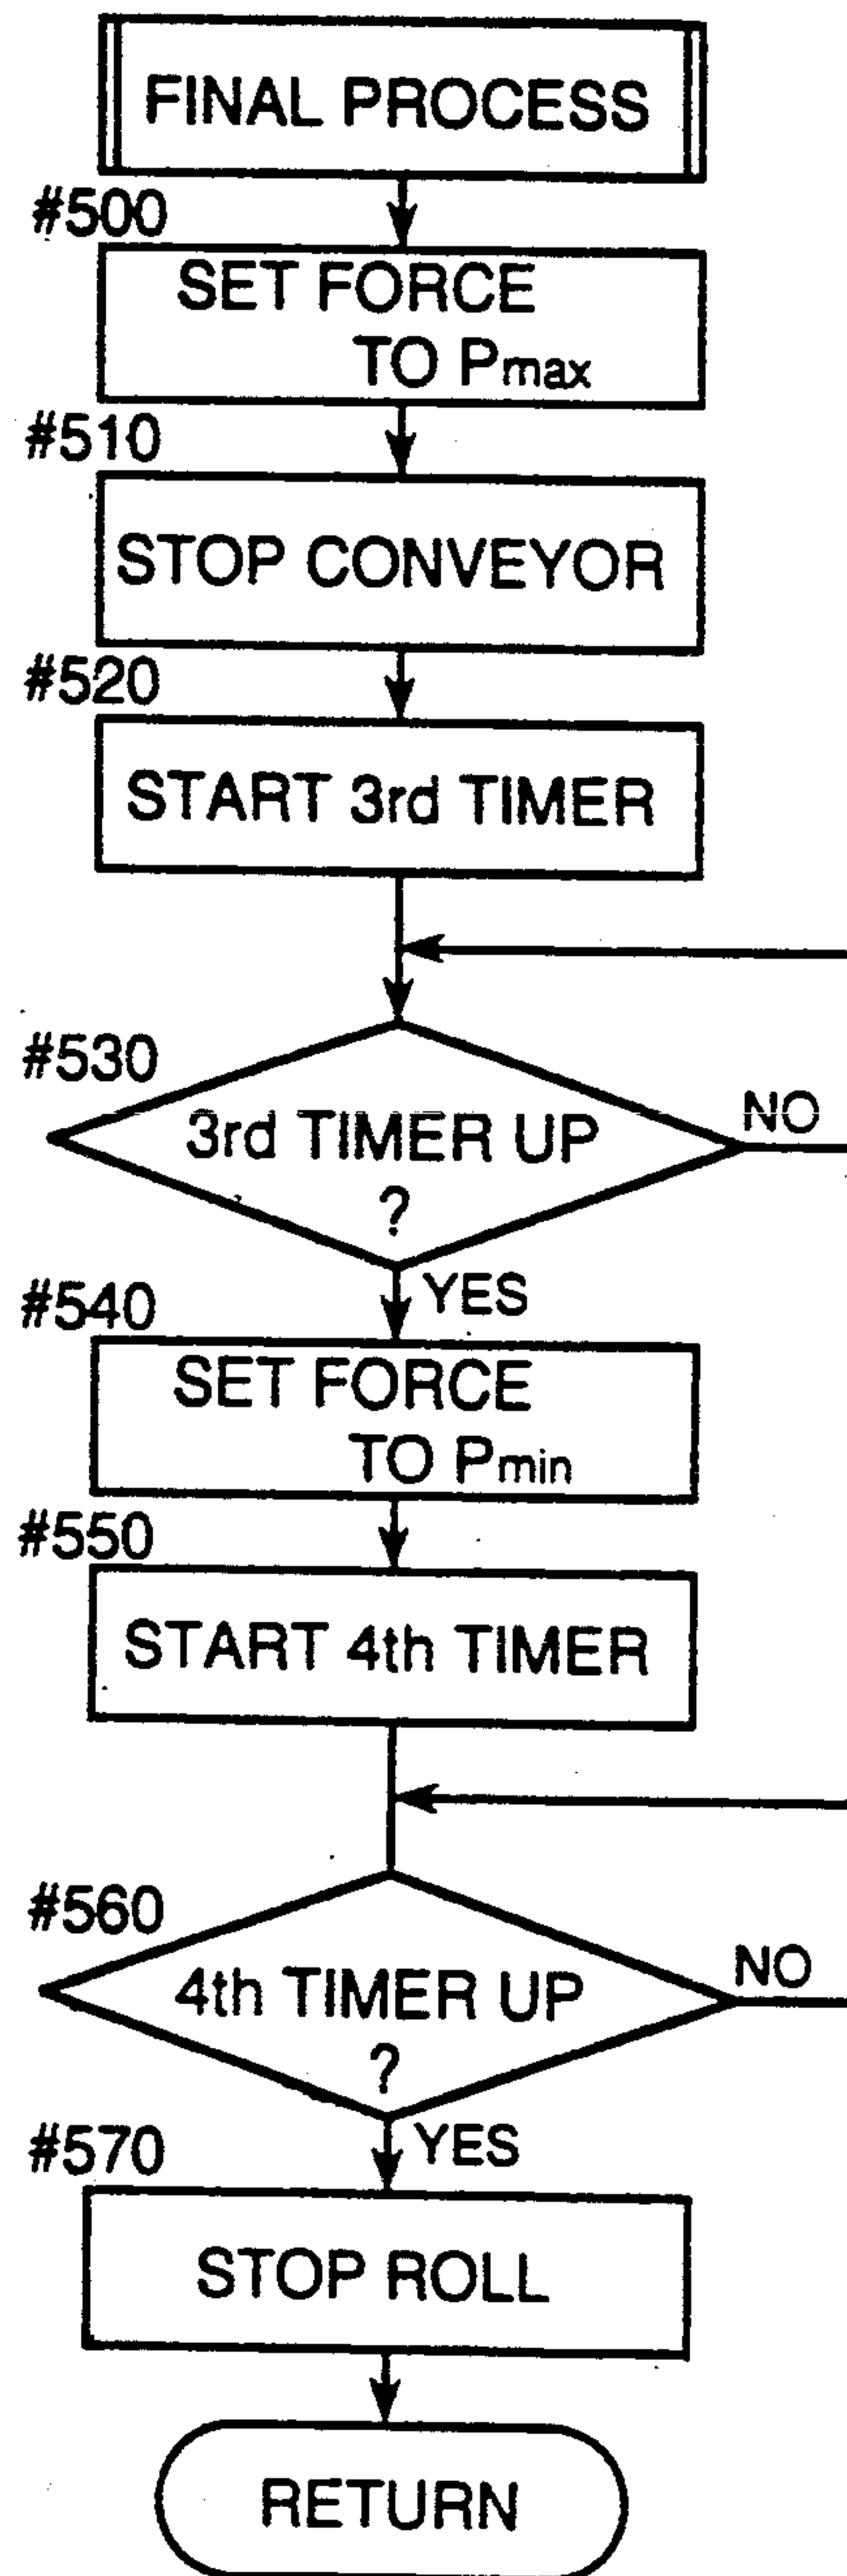 FINAL PROCESS
#500
SET FORCE
TO Pmax
#510
STOP CONVEYOR
#520
START 3rd TIMER
#530
3rd TIMER UP
?
NO
YES
#540
SET FORCE
TO Pmin
#550
START 4th TIMER
#560
4th TIMER UP
?
NO
YES
#570
STOP ROLL
RETURN